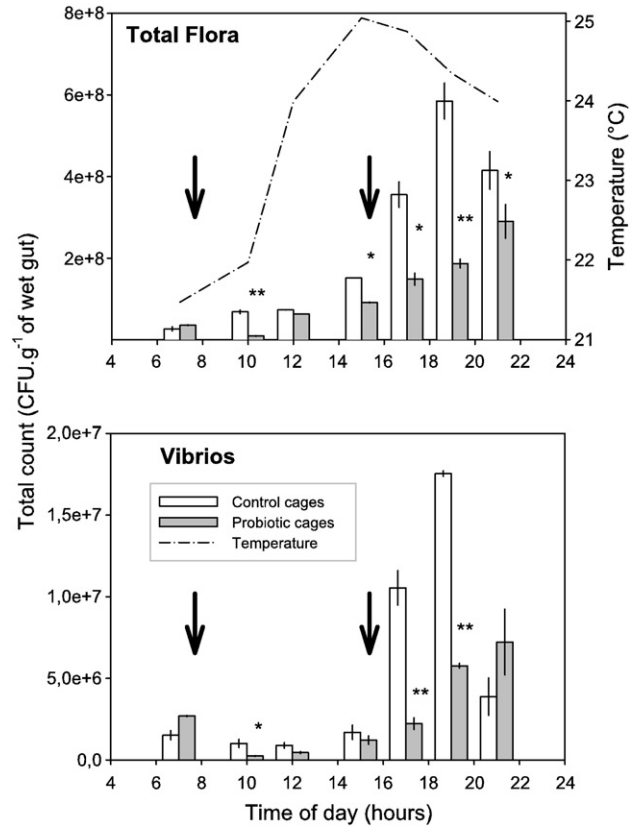 Total Flora
8e+8
6e+8
4e+8
2e+8
25
24
23
22
21
Temperature (°C)
**
*
*
**
*
4 6 8 10 12 14 16 18 20 22 24
Total count (CFU.g-1 of wet gut)
Vibrios
Control cages
Probiotic cages
Temperature
2,0e+7
1,5e+7
1,0e+7
5,0e+6
0,0
*
**
**
4 6 8 10 12 14 16 18 20 22 24
Time of day (hours)